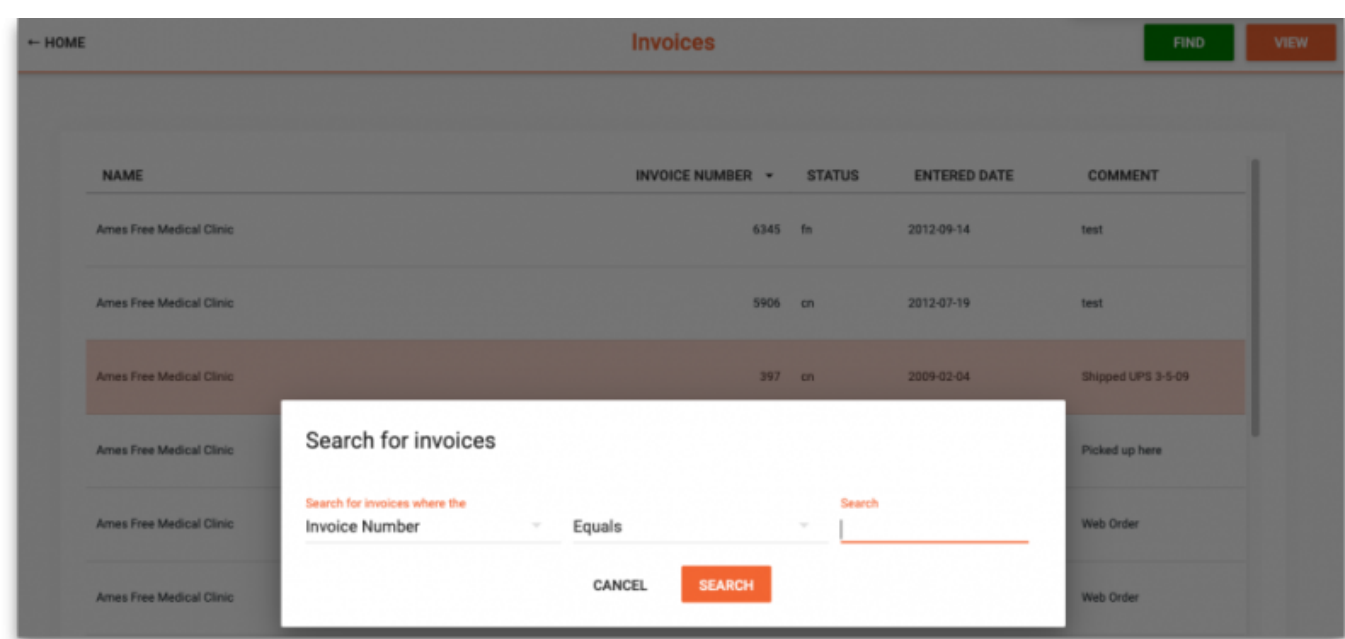 ← HOME Invoices FIND VIEW
NAME INVOICE NUMBER STATUS ENTERED DATE COMMENT
Ames Free Medical Clinic 6345 fn 2012-09-14 test
Ames Free Medical Clinic 5906 cn 2012-07-19 test
Ames Free Medical Clinic 397 cn 2009-02-04 Shipped UPS 3-5-09
Ames Free Medical Clinic Picked up here
Ames Free Medical Clinic Web Order
Ames Free Medical Clinic Web Order
Search for invoices
Search for invoices where the Search
Invoice Number Equals
CANCEL SEARCH